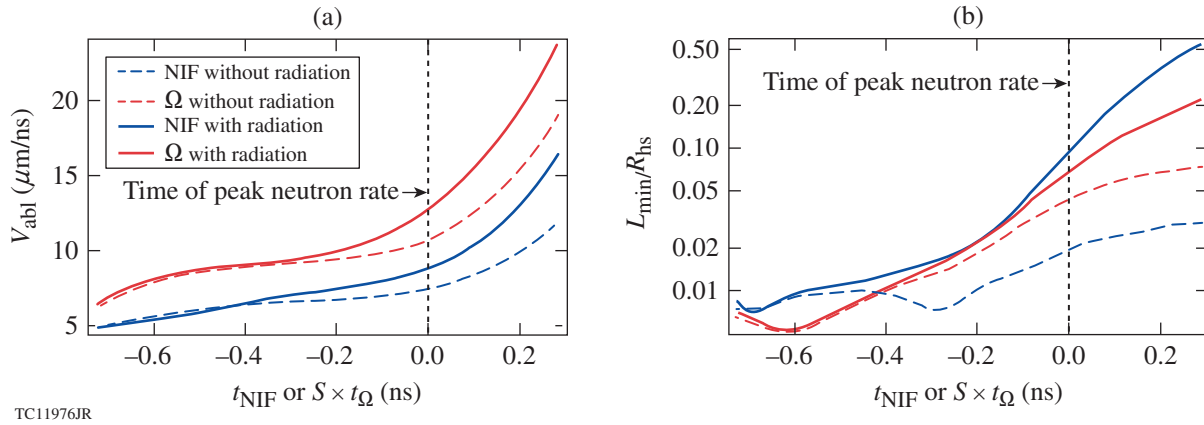 (a)
V_abl (μm/ns)
20
15
10
5
NIF without radiation
Ω without radiation
NIF with radiation
Ω with radiation
Time of peak neutron rate
–0.6 –0.4 –0.2 0.0 0.2
t_NIF or S × t_Ω (ns)
(b)
L_min/R_hs
0.50
0.20
0.10
0.05
0.02
0.01
Time of peak neutron rate
–0.6 –0.4 –0.2 0.0 0.2
t_NIF or S × t_Ω (ns)
TC11976JR